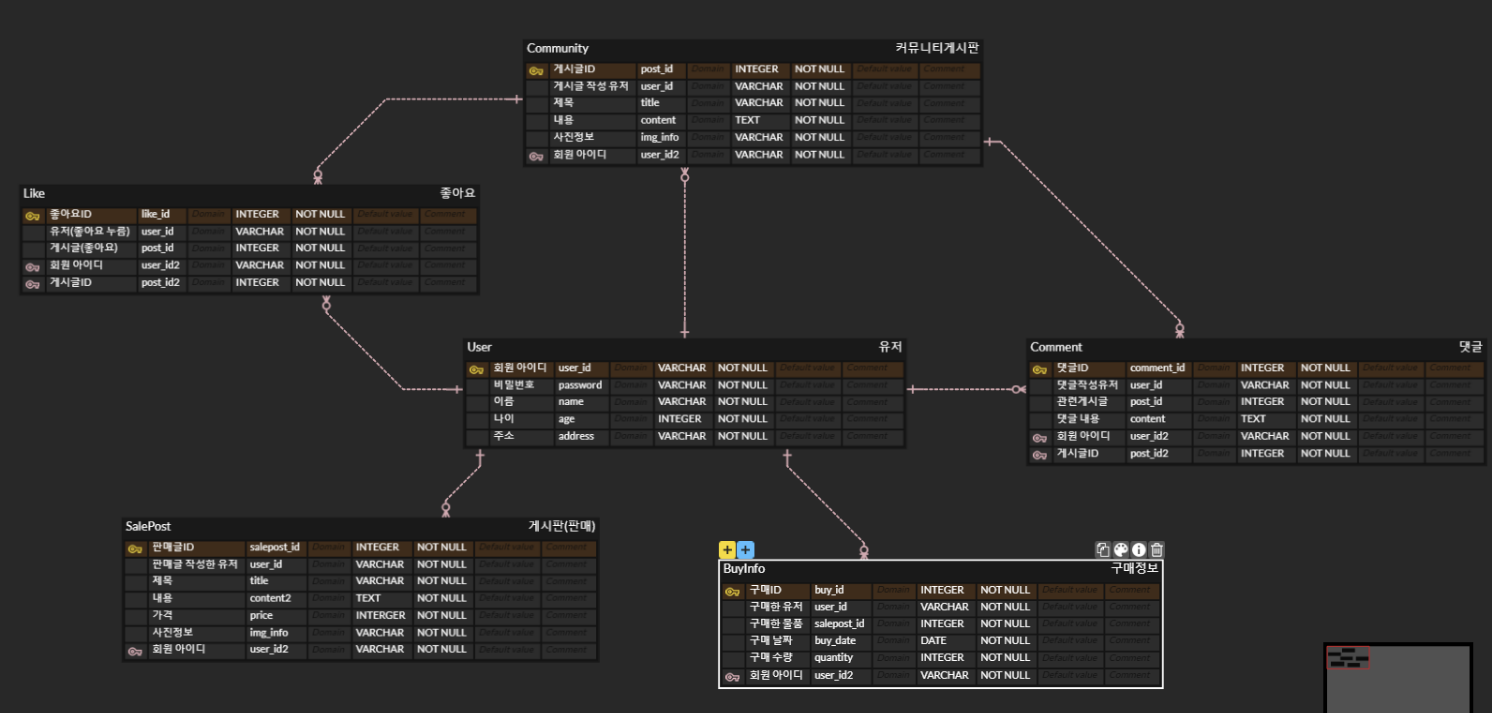 Community 커뮤니티게시판
게시글ID post_id Domain INTEGER NOT NULL Default value Comment
게시글 작성 유저 user_id Domain VARCHAR NOT NULL Default value Comment
제목 title Domain VARCHAR NOT NULL Default value Comment
내용 content Domain TEXT NOT NULL Default value Comment
사진정보 img_info Domain VARCHAR NOT NULL Default value Comment
회원 아이디 user_id2 Domain VARCHAR NOT NULL Default value Comment
Like 좋아요
좋아요ID like_id Domain INTEGER NOT NULL Default value Comment
유저(좋아요 누름) user_id Domain VARCHAR NOT NULL Default value Comment
게시글(좋아요) post_id Domain INTEGER NOT NULL Default value Comment
회원 아이디 user_id2 Domain VARCHAR NOT NULL Default value Comment
게시글ID post_id2 Domain INTEGER NOT NULL Default value Comment
User 유저
회원 아이디 user_id Domain VARCHAR NOT NULL Default value Comment
비밀번호 password Domain VARCHAR NOT NULL Default value Comment
이름 name Domain VARCHAR NOT NULL Default value Comment
나이 age Domain INTEGER NOT NULL Default value Comment
주소 address Domain VARCHAR NOT NULL Default value Comment
Comment 댓글
댓글ID comment_id Domain INTEGER NOT NULL Default value Comment
댓글작성유저 user_id Domain VARCHAR NOT NULL Default value Comment
관련게시글 post_id Domain INTEGER NOT NULL Default value Comment
댓글 내용 content Domain TEXT NOT NULL Default value Comment
회원 아이디 user_id2 Domain VARCHAR NOT NULL Default value Comment
게시글ID post_id2 Domain INTEGER NOT NULL Default value Comment
SalePost 게시판(판매)
판매글ID salepost_id Domain INTEGER NOT NULL Default value Comment
판매글 작성한 유저 user_id Domain VARCHAR NOT NULL Default value Comment
제목 title Domain VARCHAR NOT NULL Default value Comment
내용 content2 Domain TEXT NOT NULL Default value Comment
가격 price Domain INTERGER NOT NULL Default value Comment
사진정보 img_info Domain VARCHAR NOT NULL Default value Comment
회원 아이디 user_id2 Domain VARCHAR NOT NULL Default value Comment
BuyInfo 구매정보
구매ID buy_id Domain INTEGER NOT NULL Default value Comment
구매한 유저 user_id Domain VARCHAR NOT NULL Default value Comment
구매한 물품 salepost_id Domain INTEGER NOT NULL Default value Comment
구매 날짜 buy_date Domain DATE NOT NULL Default value Comment
구매 수량 quantity Domain INTEGER NOT NULL Default value Comment
회원 아이디 user_id2 Domain VARCHAR NOT NULL Default value Comment